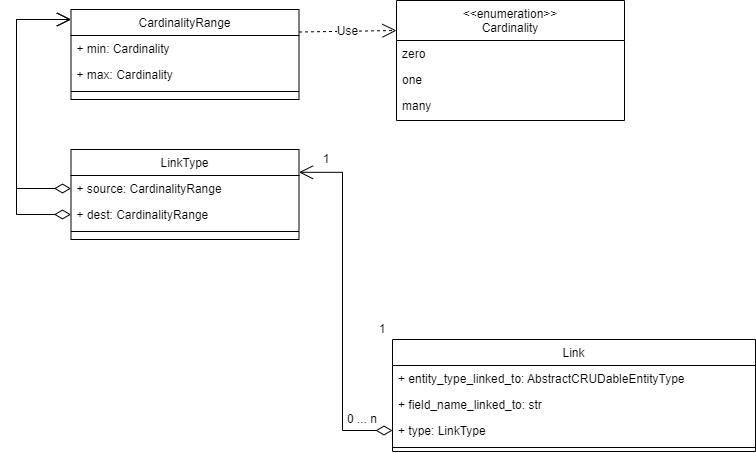 CardinalityRange
+ min: Cardinality
+ max: Cardinality
Use
<<enumeration>>
Cardinality
zero
one
many
LinkType
+ source: CardinalityRange
+ dest: CardinalityRange
1
1
Link
+ entity_type_linked_to: AbstractCRUDableEntityType
+ field_name_linked_to: str
0 ... n
+ type: LinkType